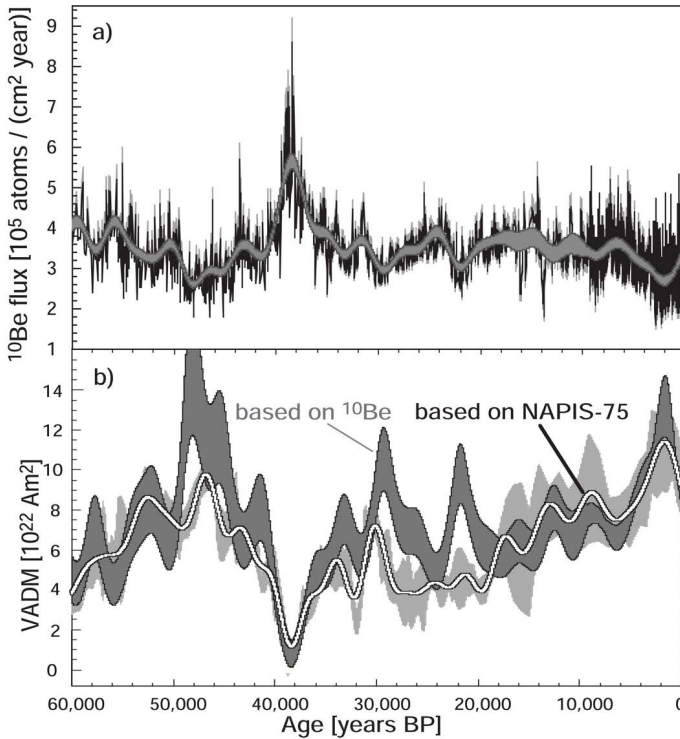 a)
¹⁰Be flux [10⁵ atoms / (cm² year)]
9
8
7
6
5
4
3
2
1
b)
based on ¹⁰Be
based on NAPIS-75
VADM [10²² Am²]
14
12
10
8
6
4
2
0
60,000 50,000 40,000 30,000 20,000 10,000 0
Age [years BP]